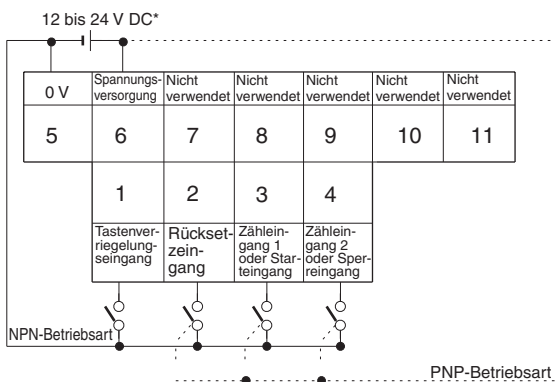 12 bis 24 V DC*
0 V
Spannungs-
versorgung
Nicht
verwendet
Nicht
verwendet
Nicht
verwendet
Nicht
verwendet
Nicht
verwendet
5 6 7 8 9 10 11
1 2 3 4
Tastenver-
riegelung-
seingang
Rückset-
zein-
gang
Zählein-
gang 1
oder Star-
teingang
Zählein-
gang 2
oder Sper-
reingang
NPN-Betriebsart
PNP-Betriebsart